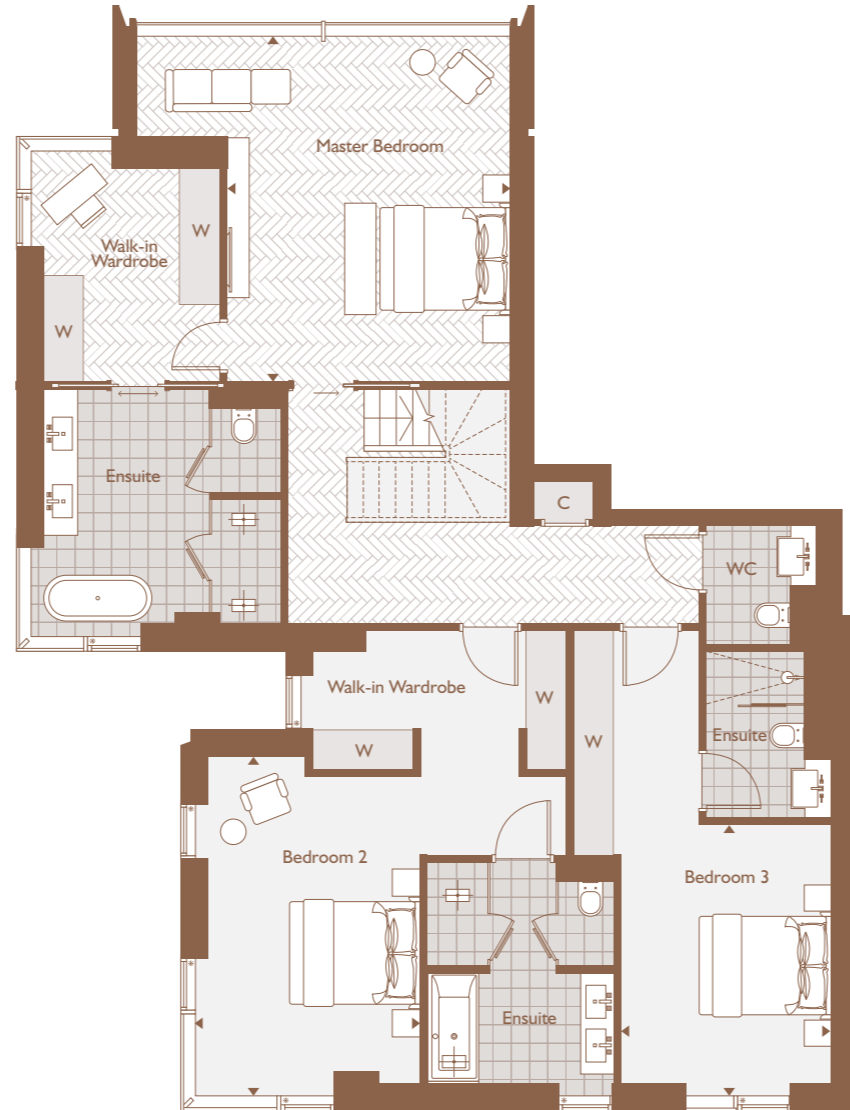 Master Bedroom
W
Walk-in
Wardrobe
W
Ensuite
C
WC
Walk-in Wardrobe
W
W
W
Ensuite
Bedroom 2
Bedroom 3
Ensuite